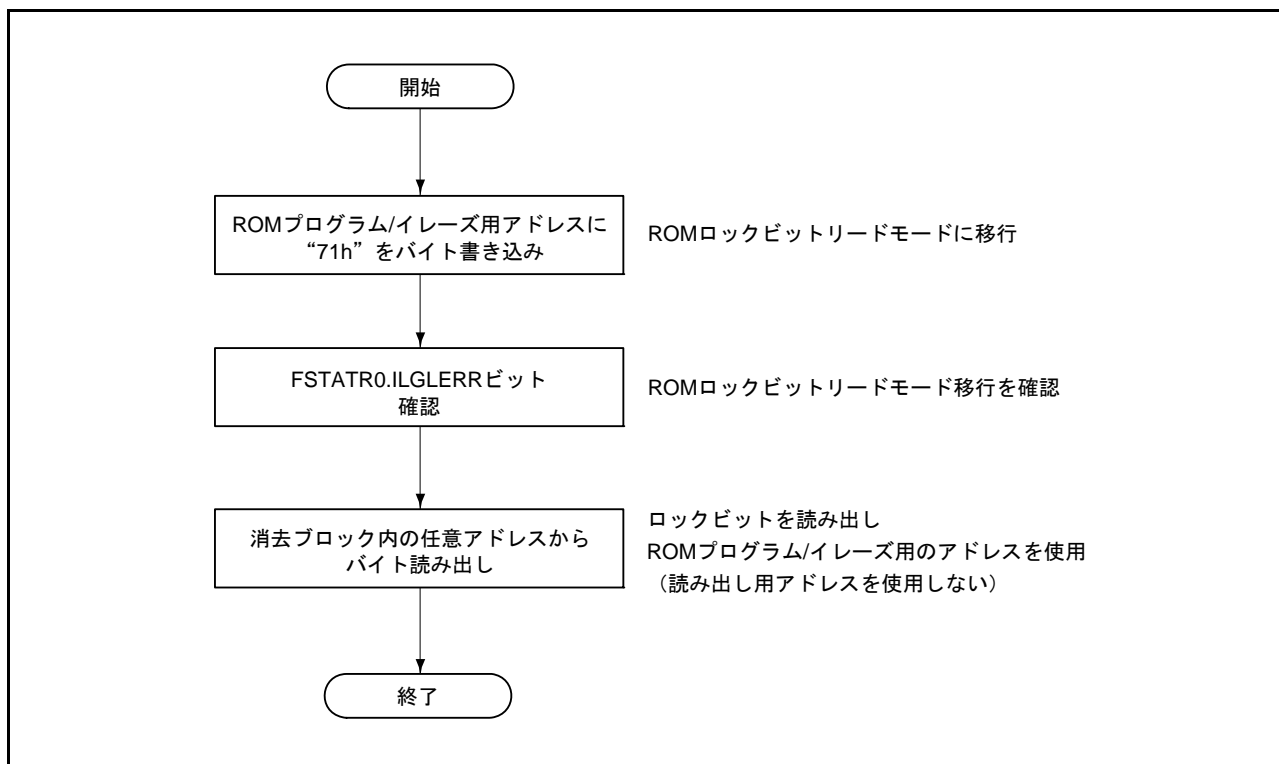 開始
ROMプログラム/イレーズ用アドレスに
“71h”をバイト書き込み
ROMロックビットリードモードに移行
FSTATR0.ILGLERRビット
確認
ROMロックビットリードモード移行を確認
消去ブロック内の任意アドレスから
バイト読み出し
ロックビットを読み出し
ROMプログラム/イレーズ用のアドレスを使用
（読み出し用アドレスを使用しない）
終了